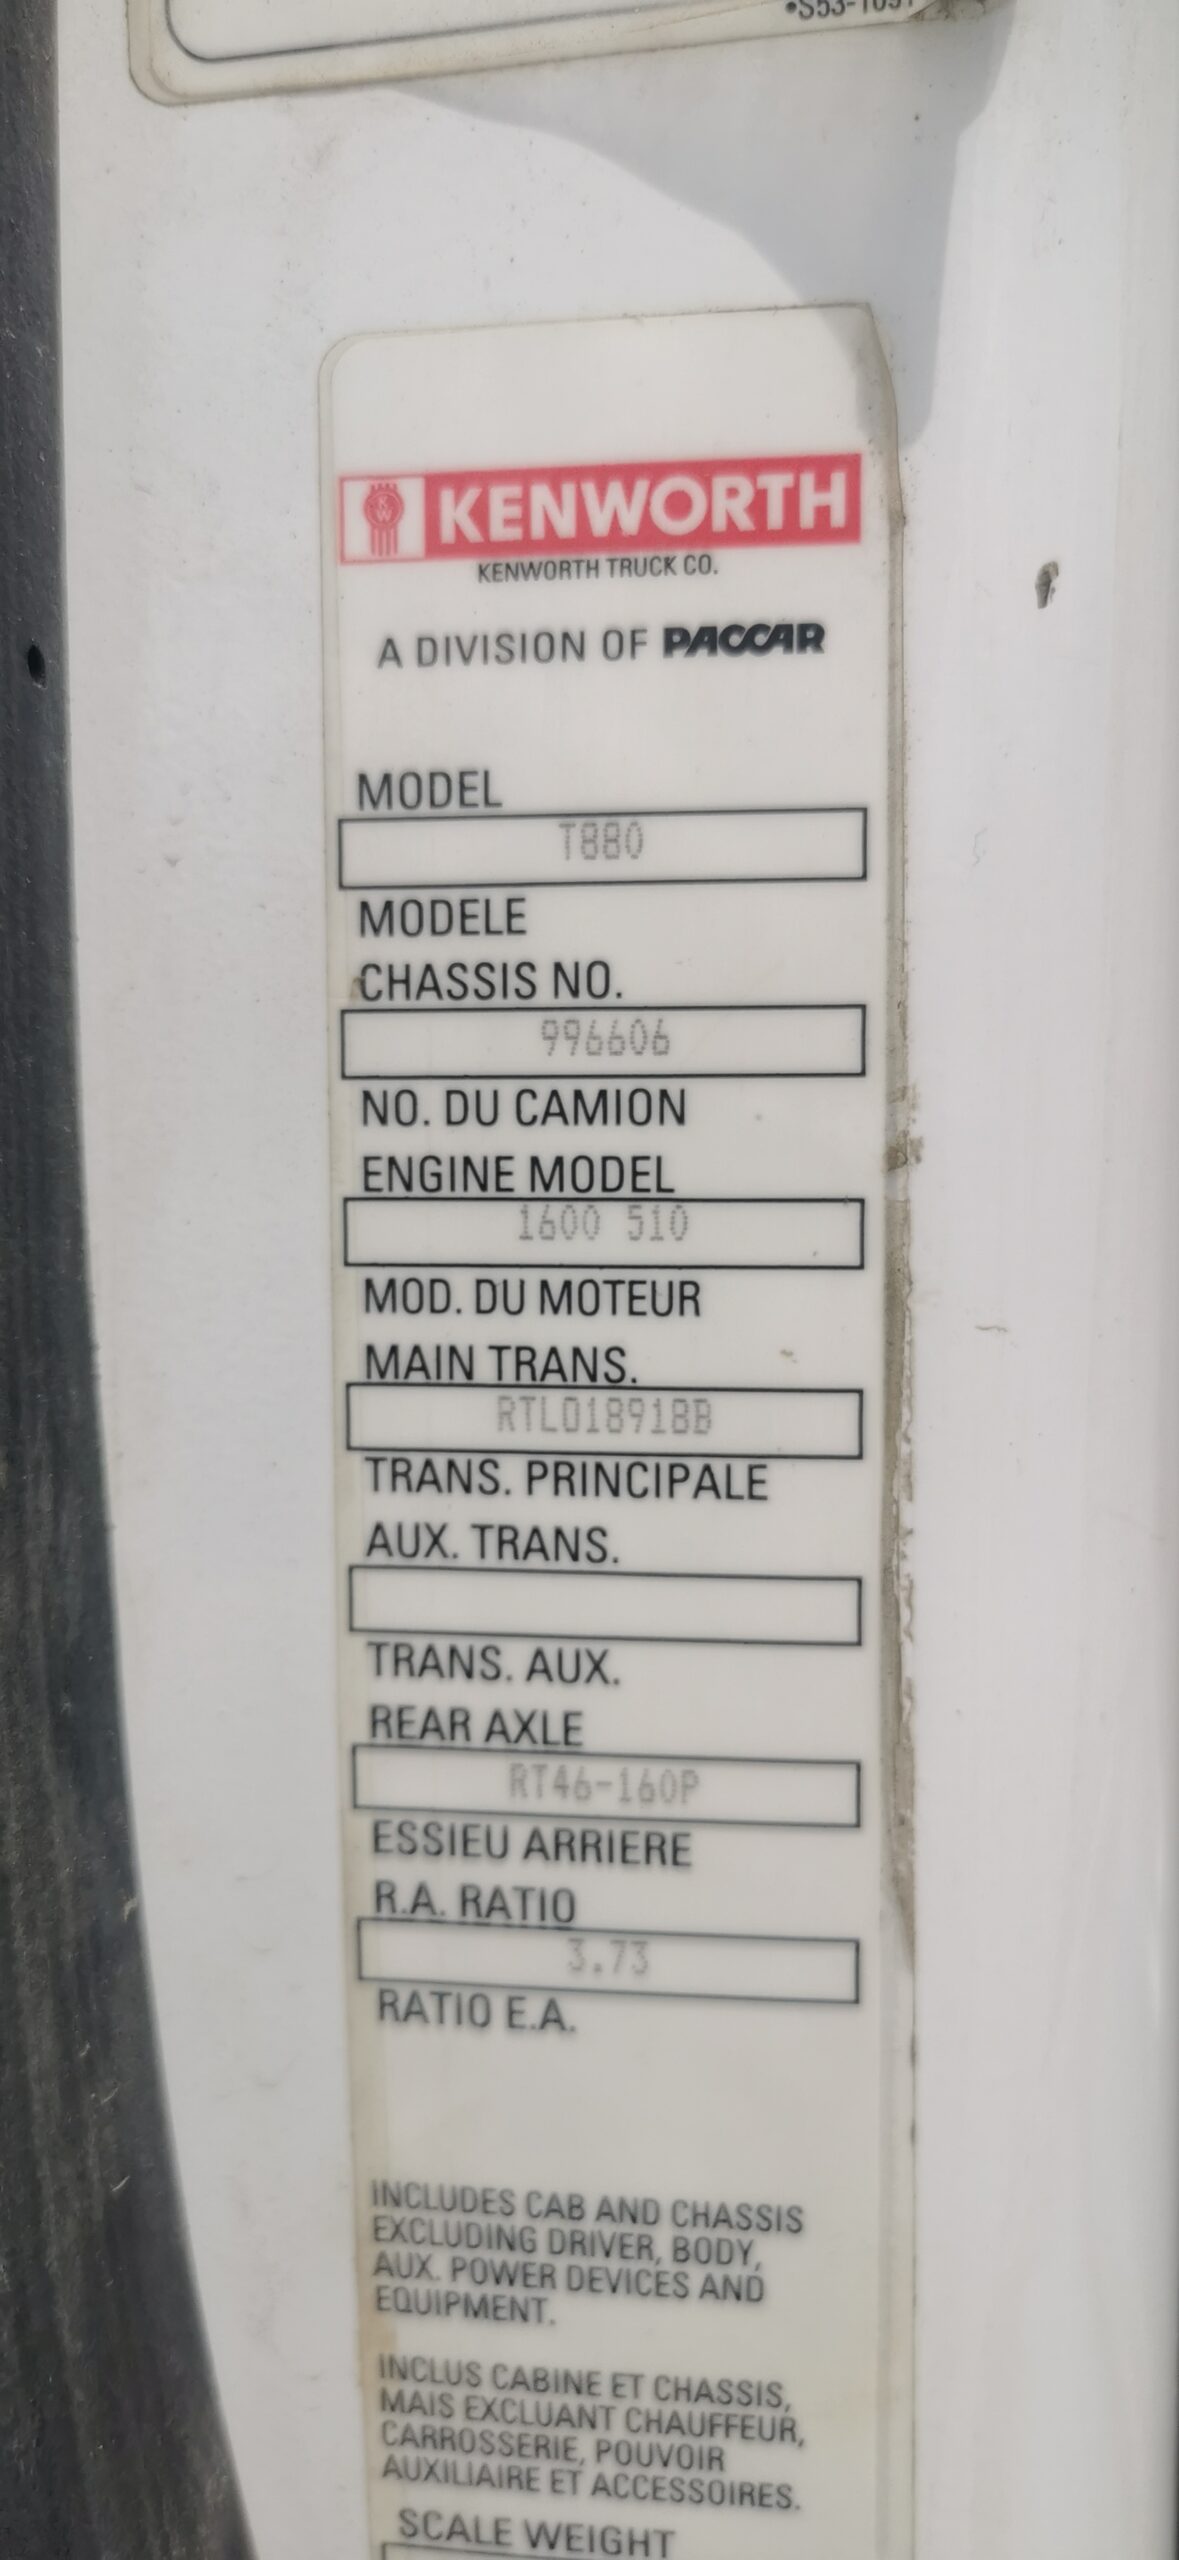 •S53-1091
KENWORTH
KENWORTH TRUCK CO.
A DIVISION OF PACCAR
MODEL
T880
MODELE
CHASSIS NO.
996606
NO. DU CAMION
ENGINE MODEL
1600 510
MOD. DU MOTEUR
MAIN TRANS.
RTLO18918B
TRANS. PRINCIPALE
AUX. TRANS.
TRANS. AUX.
REAR AXLE
RT46-160P
ESSIEU ARRIERE
R.A. RATIO
3.73
RATIO E.A.
INCLUDES CAB AND CHASSIS
EXCLUDING DRIVER, BODY,
AUX. POWER DEVICES AND
EQUIPMENT.
INCLUS CABINE ET CHASSIS,
MAIS EXCLUANT CHAUFFEUR,
CARROSSERIE, POUVOIR
AUXILIAIRE ET ACCESSOIRES.
SCALE WEIGHT